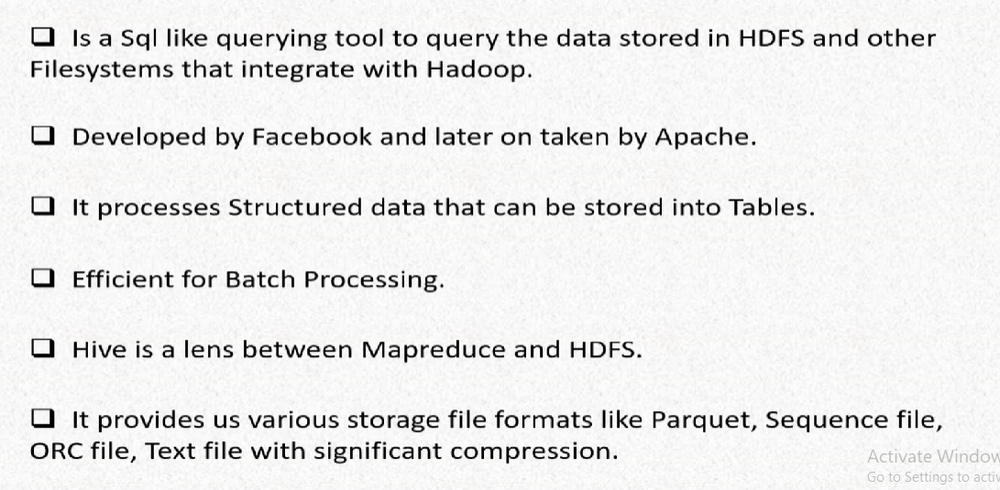 ❑ Is a Sql like querying tool to query the data stored in HDFS and other
Filesystems that integrate with Hadoop.
❑ Developed by Facebook and later on taken by Apache.
❑ It processes Structured data that can be stored into Tables.
❑ Efficient for Batch Processing.
❑ Hive is a lens between Mapreduce and HDFS.
❑ It provides us various storage file formats like Parquet, Sequence file,
ORC file, Text file with significant compression.
Activate Window
Go to Settings to activ